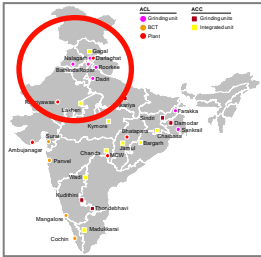 ACL
Grinding unit
BCT
Plant
ACC
Grinding units
Integrated unit
Gagal
Nalagarh
Darlaghat
Bathinda
Ropar
Roorkee
Dadri
Lakheri
Farakka
Sindri
Kymore
Damodar
Sankrail
Bhatapara
Chaibasa
Surat
Ambujanagar
Chanda
MCW
Jamul
Bargarh
Panvel
Wadi
Kudithini
Thondebhavi
Mangalore
Madukkarai
Cochin